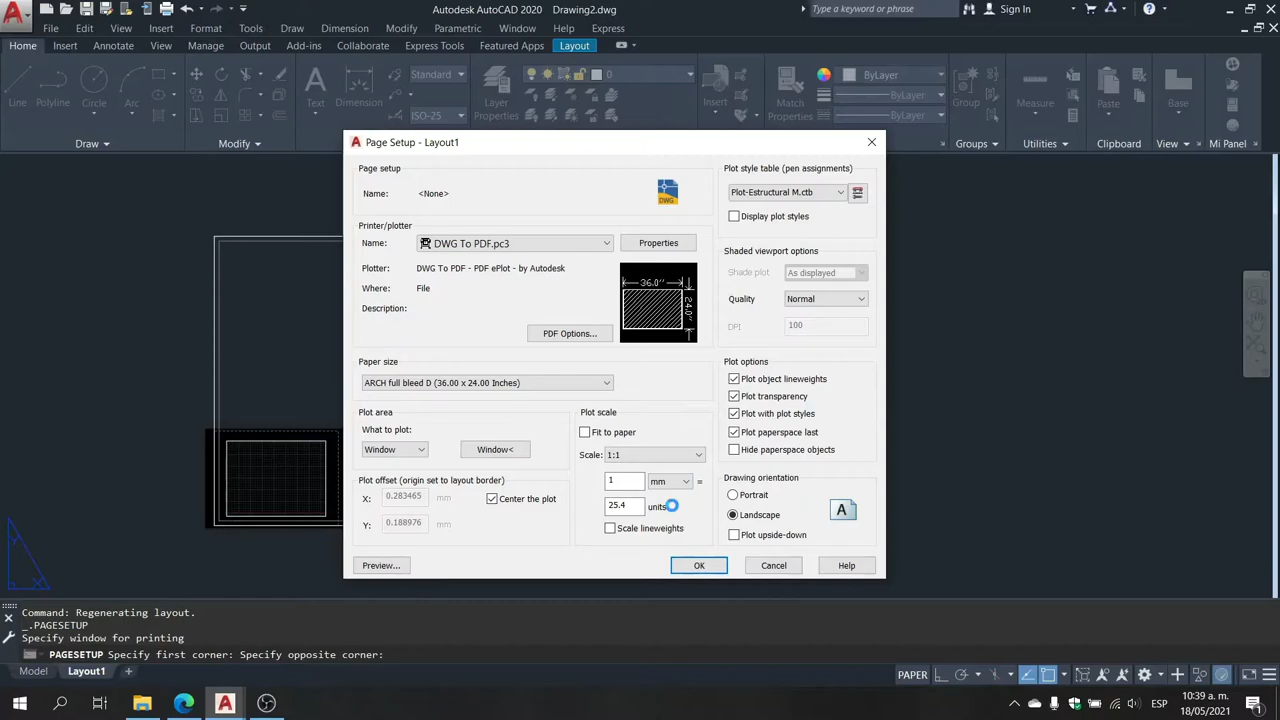 Autodesk AutoCAD 2020 Drawing2.dwg
Type a keyword or phrase
Sign In
File Edit View Insert Format Tools Draw Dimension Modify Parametric Window Help Express
Home Insert Annotate View Manage Output Add-ins Collaborate Express Tools Featured Apps Layout
Line Polyline Circle Arc
Text Dimension
Standard
ISO-25
Layer
Properties
0
Insert
Match
Properties
ByLayer
ByLayer
ByLayer
Group
Measure
Paste
Base
Draw
Modify
Groups
Utilities
Clipboard
View
Mi Panel
Page Setup - Layout1
Page setup
Name: <None>
DWG
Printer/plotter
Name: DWG To PDF.pc3
Properties
Plotter: DWG To PDF - PDF ePlot - by Autodesk
Where: File
Description:
36.0''
24.0''
PDF Options...
Paper size
ARCH full bleed D (36.00 x 24.00 Inches)
Plot area
What to plot:
Window
Window<
Plot offset (origin set to layout border)
X: 0.283465 mm
Center the plot
Y: 0.188976 mm
Plot scale
Fit to paper
Scale: 1:1
1 mm =
25.4 units
Scale lineweights
Plot style table (pen assignments)
Plot-Estructural M.ctb
Display plot styles
Shaded viewport options
Shade plot As displayed
Quality Normal
DPI 100
Plot options
Plot object lineweights
Plot transparency
Plot with plot styles
Plot paperspace last
Hide paperspace objects
Drawing orientation
Portrait
Landscape
A
Plot upside-down
Preview...
OK
Cancel
Help
Command: Regenerating layout.
_.PAGESETUP
Specify window for printing
PAGESETUP Specify first corner: Specify opposite corner:
Model Layout1 +
PAPER
ESP
10:39 a. m.
18/05/2021